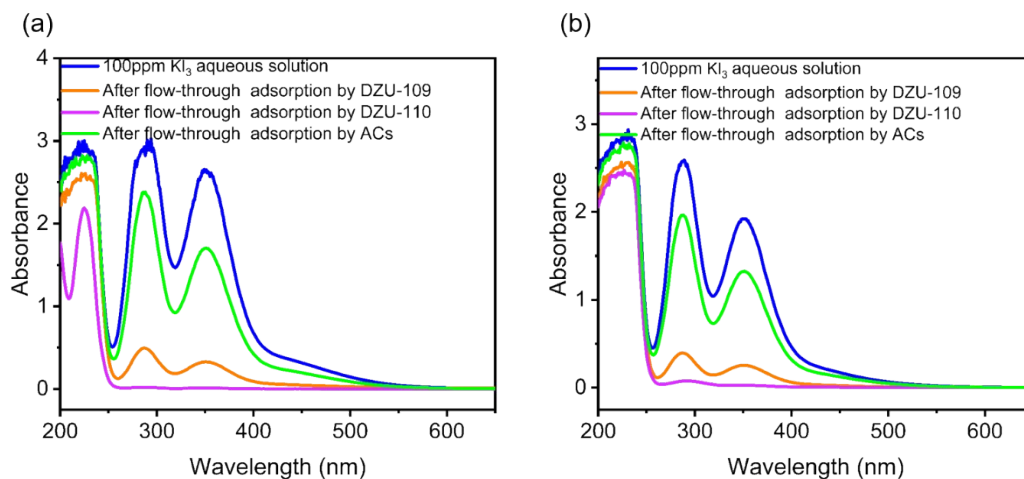 (a)
Absorbance
4
3
2
1
0
100ppm KI₃ aqueous solution
After flow-through adsorption by DZU-109
After flow-through adsorption by DZU-110
After flow-through adsorption by ACs
200 300 400 500 600
Wavelength (nm)
(b)
Absorbance
3
2
1
0
100ppm KI₃ aqueous solution
After flow-through adsorption by DZU-109
After flow-through adsorption by DZU-110
After flow-through adsorption by ACs
200 300 400 500 600
Wavelength (nm)